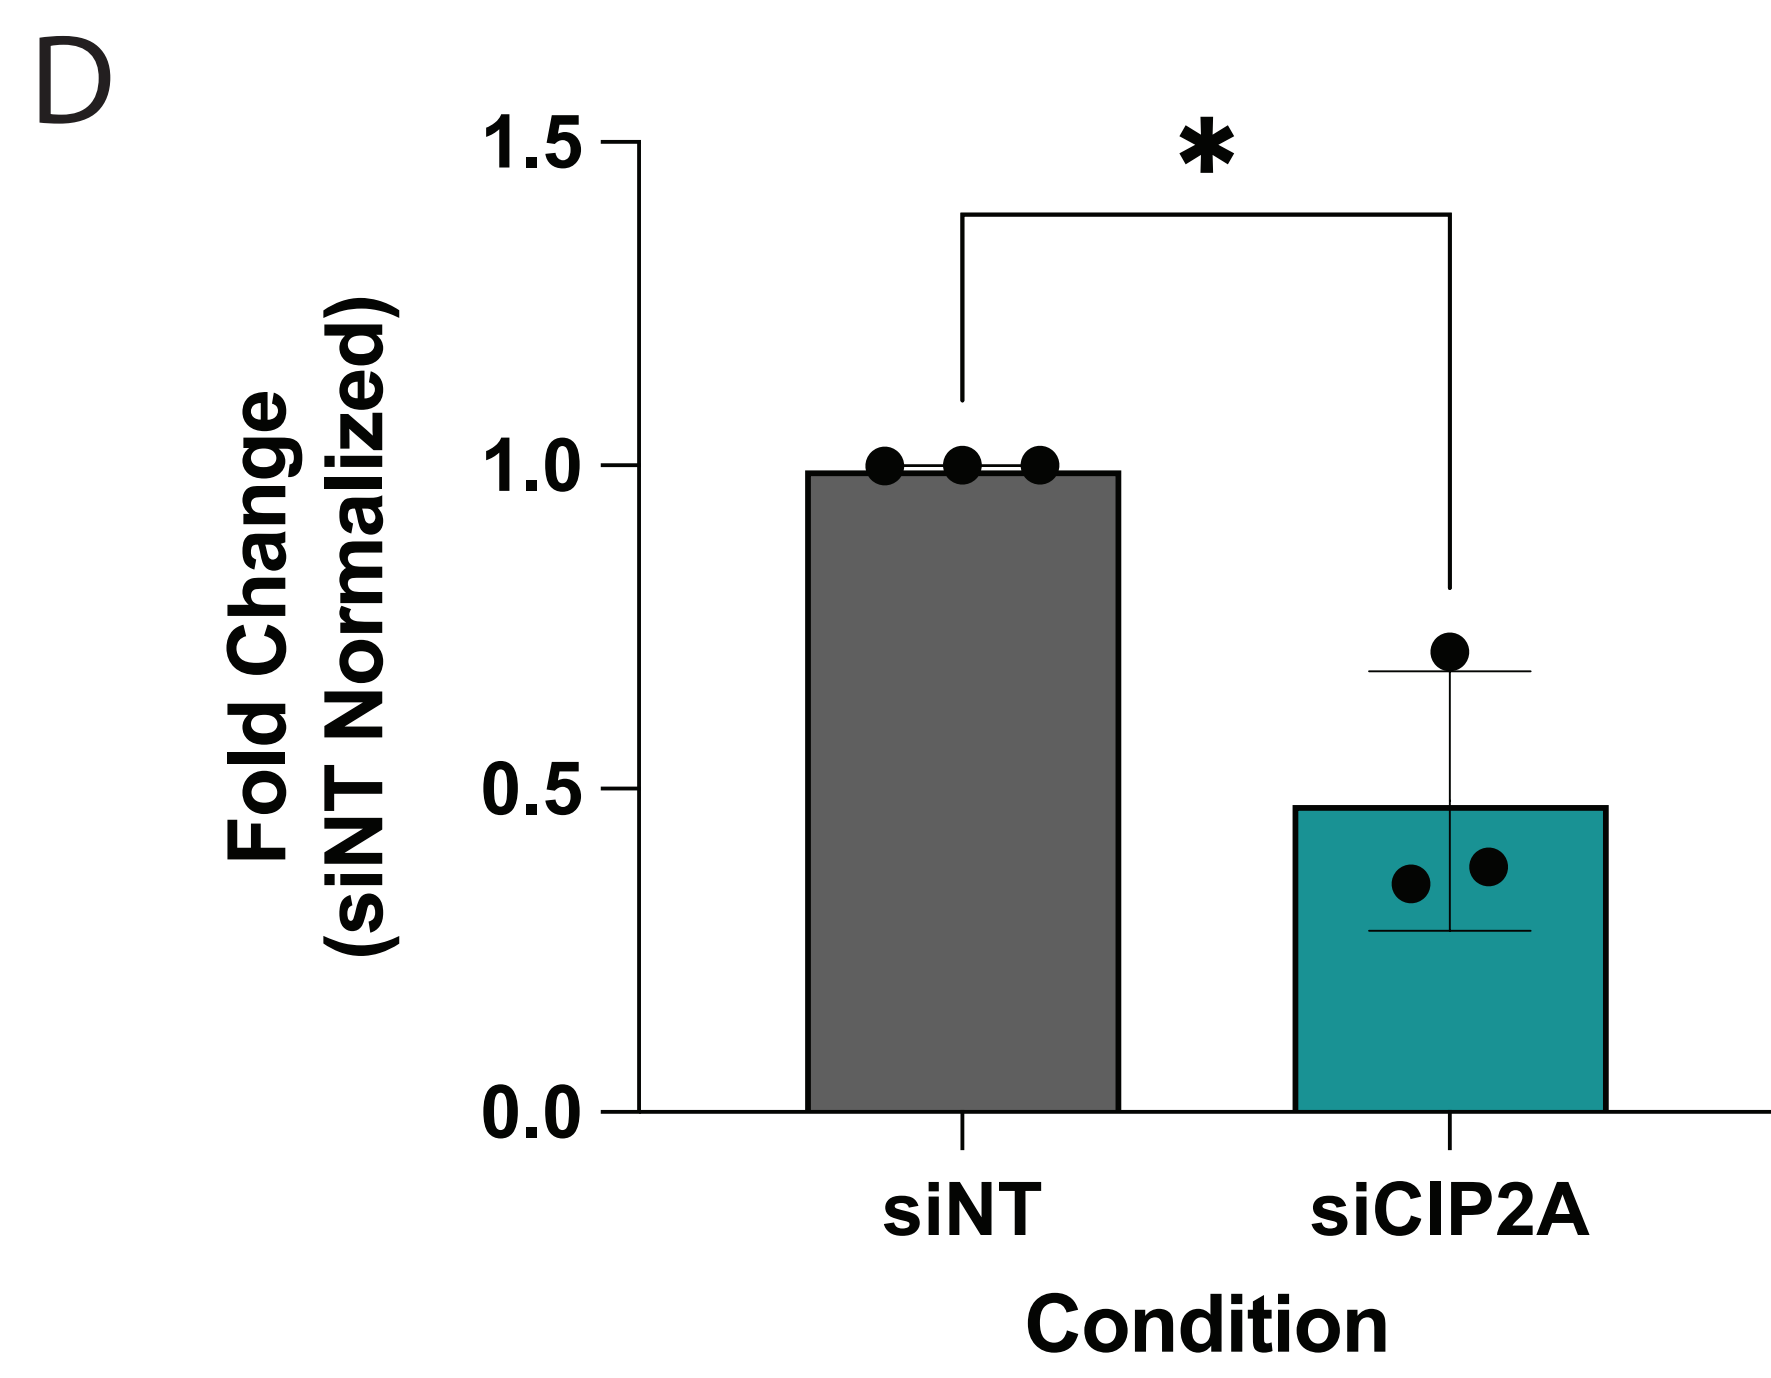 D
*
1.5
1.0
0.5
0.0
Fold Change
(siNT Normalized)
siNT siCIP2A
Condition